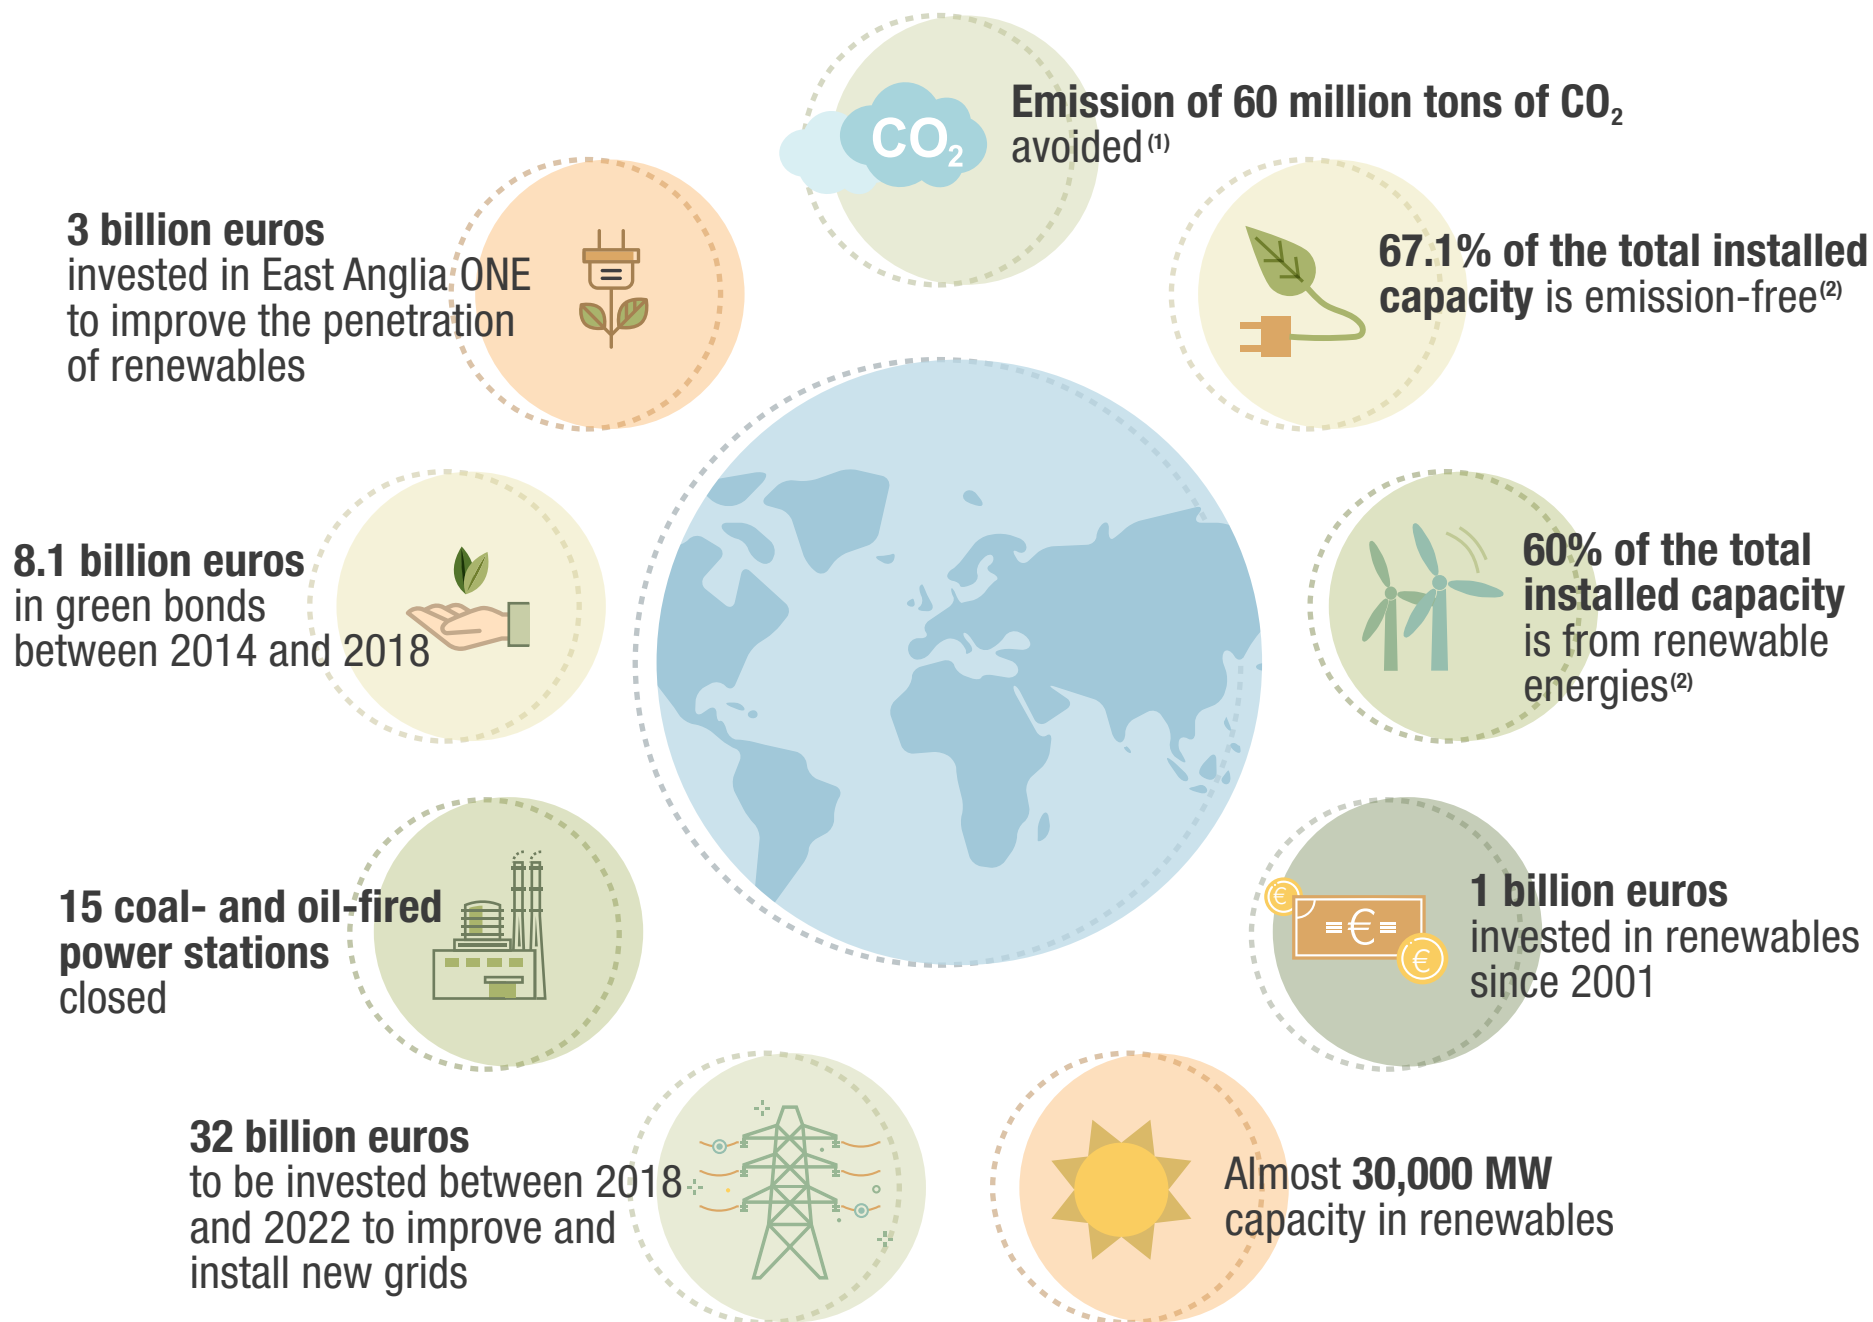 CO₂
Emission of 60 million tons of CO₂
avoided (1)
3 billion euros
invested in East Anglia ONE
to improve the penetration
of renewables
67.1% of the total installed
capacity is emission-free (2)
8.1 billion euros
in green bonds
between 2014 and 2018
60% of the total
installed capacity
is from renewable
energies (2)
15 coal- and oil-fired
power stations
closed
€
€
€
1 billion euros
invested in renewables
since 2001
32 billion euros
to be invested between 2018
and 2022 to improve and
install new grids
Almost 30,000 MW
capacity in renewables